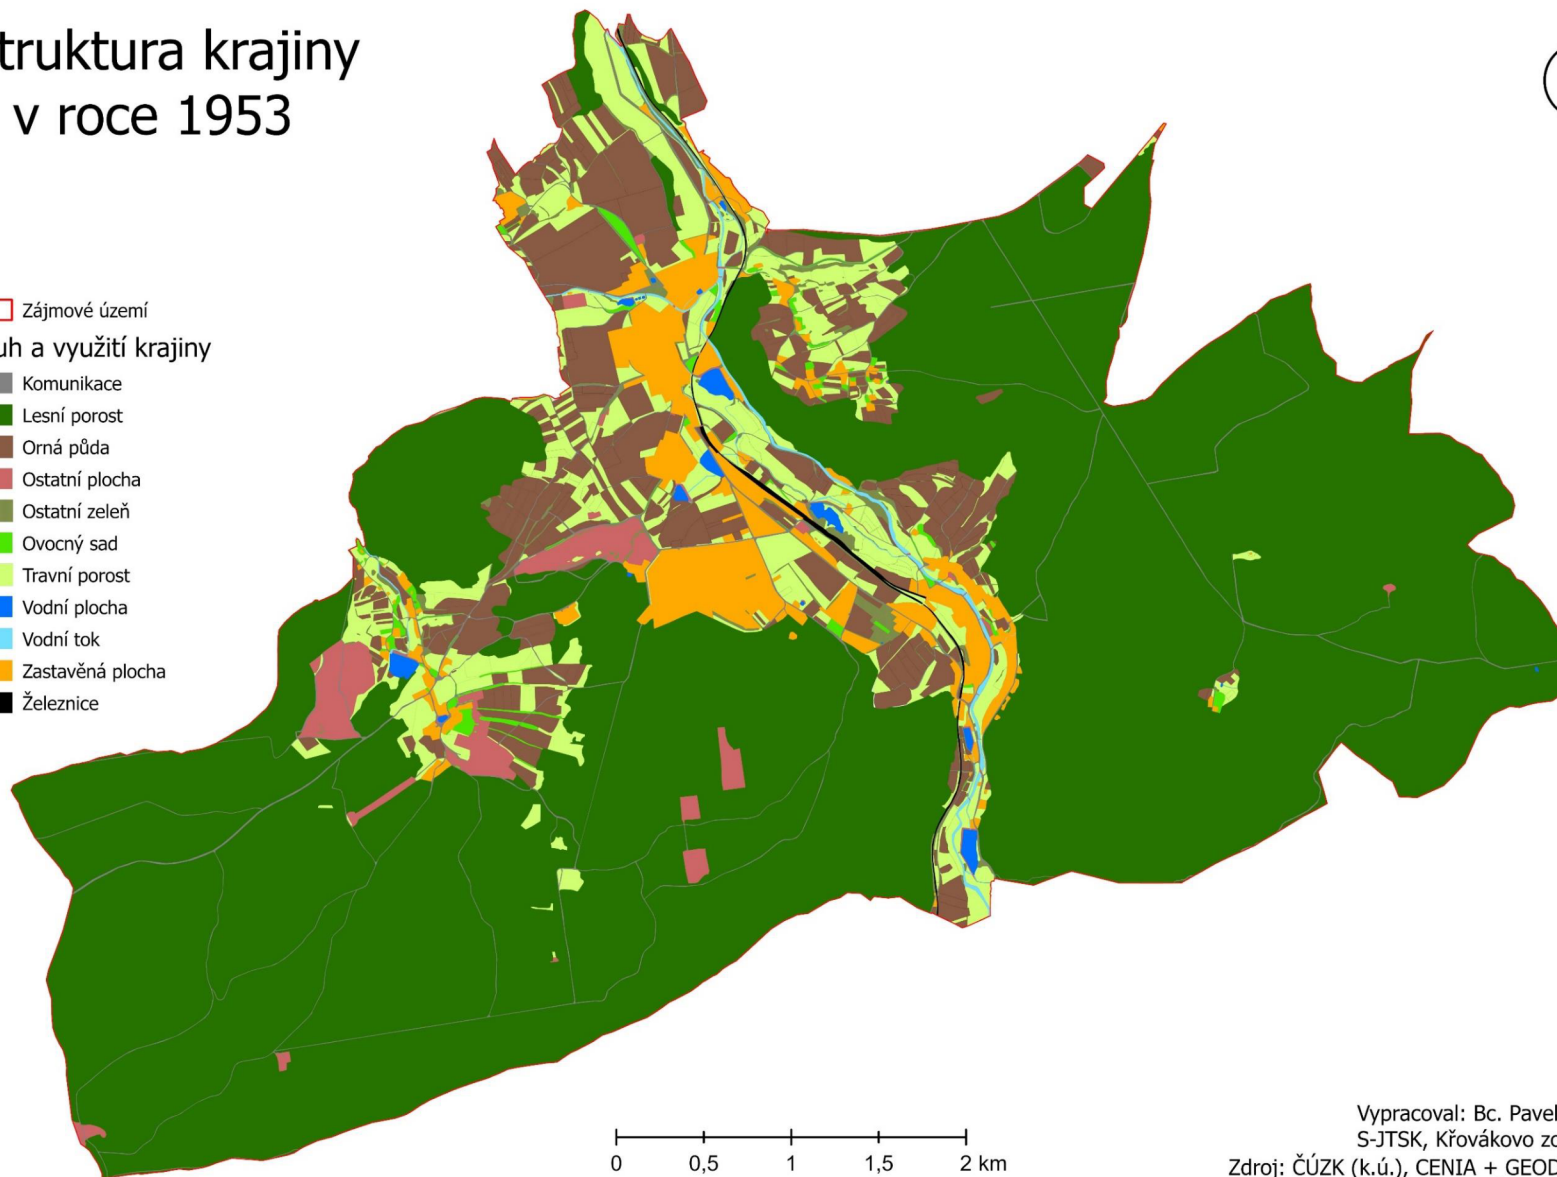 truktura krajiny
v roce 1953
Zájmové území
uh a využití krajiny
Komunikace
Lesní porost
Orná půda
Ostatní plocha
Ostatní zeleň
Ovocný sad
Travní porost
Vodní plocha
Vodní tok
Zastavěná plocha
Železnice
0 0,5 1 1,5 2 km
Vypracoval: Bc. Pavel
S-JTSK, Křovákovo zo
Zdroj: ČÚZK (k.ú.), CENIA + GEOD